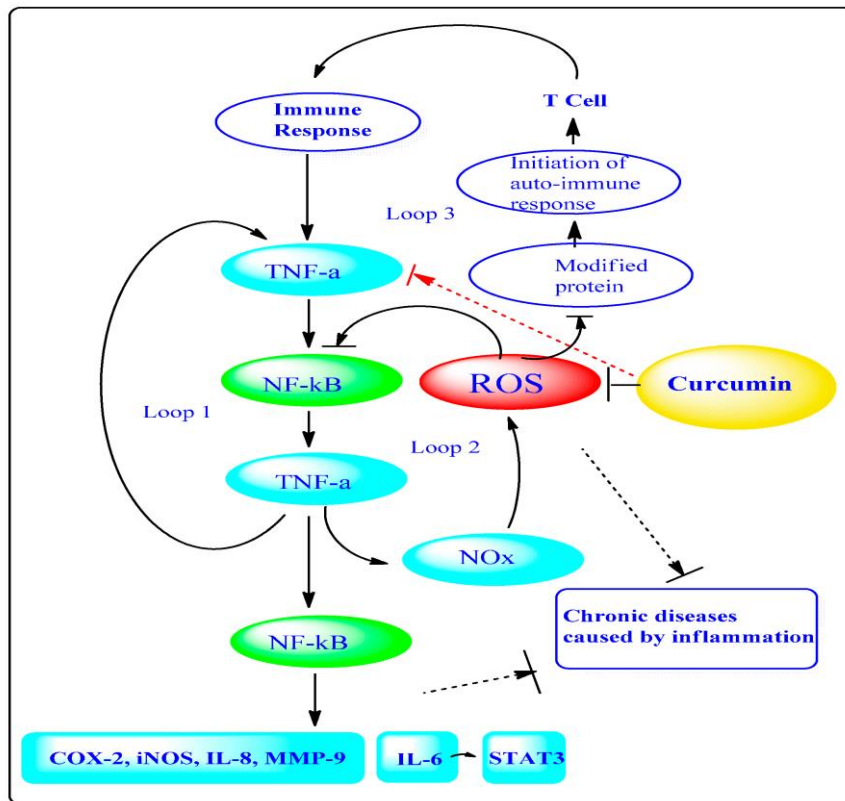 Immune
Response
T Cell
Initiation of
auto-immune
response
Loop 3
TNF-a
Modified
protein
NF-kB
ROS
Curcumin
Loop 1
Loop 2
TNF-a
NOx
Chronic diseases
caused by inflammation
NF-kB
COX-2, iNOS, IL-8, MMP-9
IL-6
STAT3